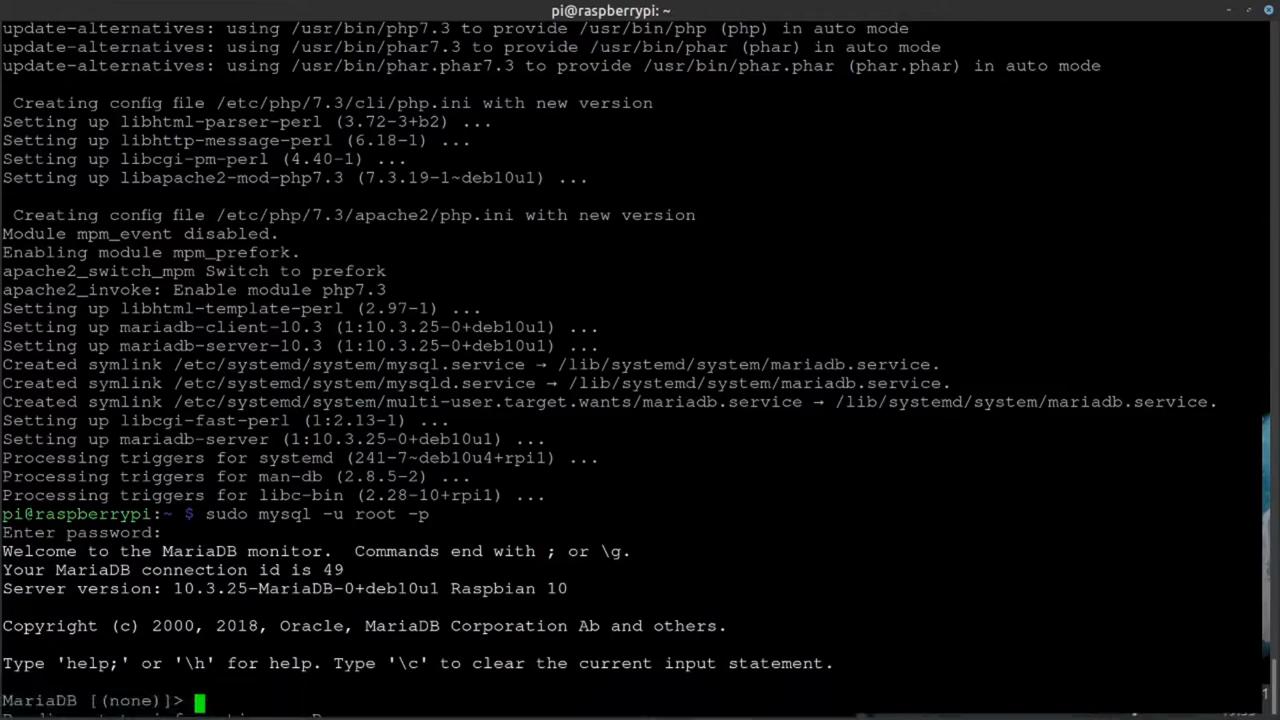 pi@raspberrypi: ~
update-alternatives: using /usr/bin/php7.3 to provide /usr/bin/php (php) in auto mode
update-alternatives: using /usr/bin/phar7.3 to provide /usr/bin/phar (phar) in auto mode
update-alternatives: using /usr/bin/phar.phar7.3 to provide /usr/bin/phar.phar (phar.phar) in auto mode
Creating config file /etc/php/7.3/cli/php.ini with new version
Setting up libhtml-parser-perl (3.72-3+b2) ...
Setting up libhttp-message-perl (6.18-1) ...
Setting up libcgi-pm-perl (4.40-1) ...
Setting up libapache2-mod-php7.3 (7.3.19-1~deb10u1) ...
Creating config file /etc/php/7.3/apache2/php.ini with new version
Module mpm_event disabled.
Enabling module mpm_prefork.
apache2_switch_mpm Switch to prefork
apache2_invoke: Enable module php7.3
Setting up libhtml-template-perl (2.97-1) ...
Setting up mariadb-client-10.3 (1:10.3.25-0+deb10u1) ...
Setting up mariadb-server-10.3 (1:10.3.25-0+deb10u1) ...
Created symlink /etc/systemd/system/mysql.service → /lib/systemd/system/mariadb.service.
Created symlink /etc/systemd/system/mysqld.service → /lib/systemd/system/mariadb.service.
Created symlink /etc/systemd/system/multi-user.target.wants/mariadb.service → /lib/systemd/system/mariadb.service.
Setting up libcgi-fast-perl (1:2.13-1) ...
Setting up mariadb-server (1:10.3.25-0+deb10u1) ...
Processing triggers for systemd (241-7~deb10u4+rpi1) ...
Processing triggers for man-db (2.8.5-2) ...
Processing triggers for libc-bin (2.28-10+rpi1) ...
pi@raspberrypi:~ $ sudo mysql -u root -p
Enter password:
Welcome to the MariaDB monitor.  Commands end with ; or \g.
Your MariaDB connection id is 49
Server version: 10.3.25-MariaDB-0+deb10u1 Raspbian 10
Copyright (c) 2000, 2018, Oracle, MariaDB Corporation Ab and others.
Type 'help;' or '\h' for help. Type '\c' to clear the current input statement.
MariaDB [(none)]>